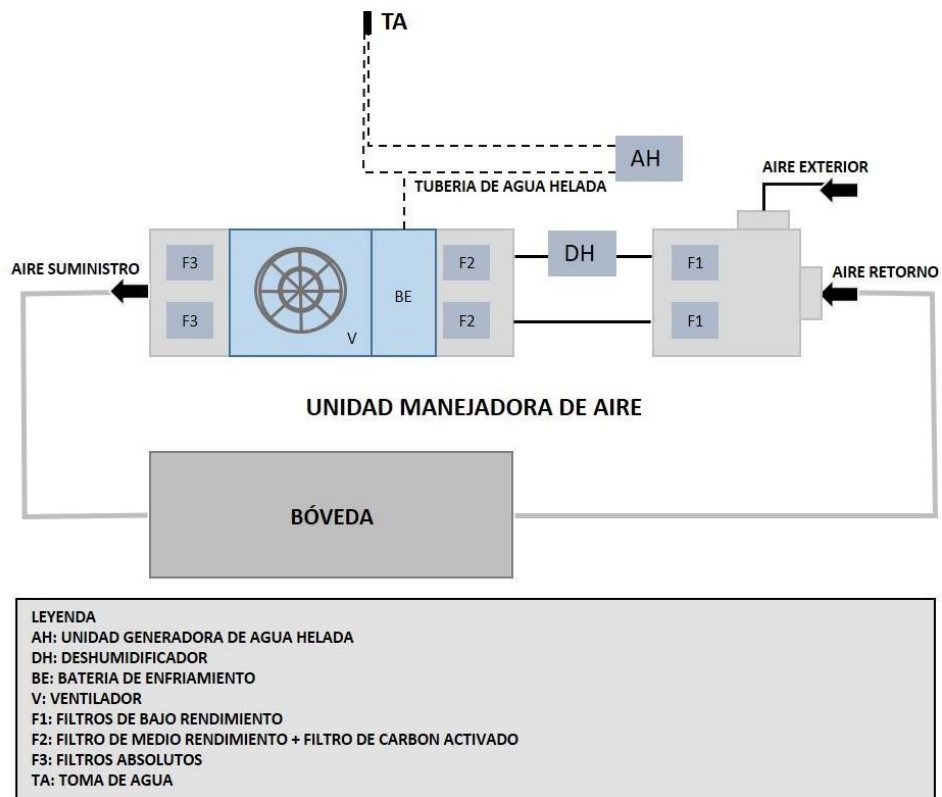 TA
AH
AIRE EXTERIOR
TUBERIA DE AGUA HELADA
AIRE SUMINISTRO
F3
F2
DH
F1
AIRE RETORNO
BE
F3
F2
F1
V
UNIDAD MANEJADORA DE AIRE
BÓVEDA
LEYENDA
AH: UNIDAD GENERADORA DE AGUA HELADA
DH: DESHUMIDIFICADOR
BE: BATERIA DE ENFRIAMIENTO
V: VENTILADOR
F1: FILTROS DE BAJO RENDIMIENTO
F2: FILTRO DE MEDIO RENDIMIENTO + FILTRO DE CARBON ACTIVADO
F3: FILTROS ABSOLUTOS
TA: TOMA DE AGUA